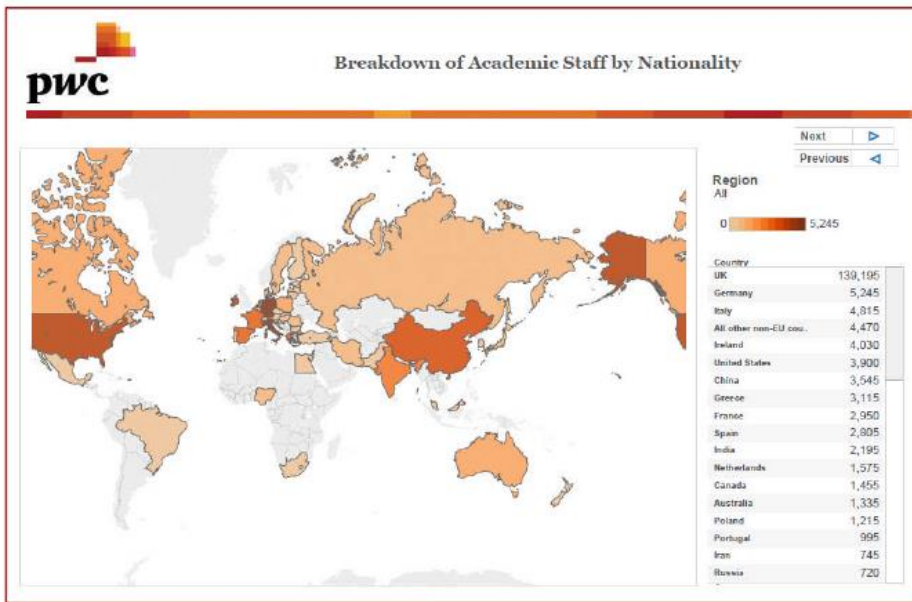 pwc
Breakdown of Academic Staff by Nationality
Next
Previous
Region
All
0 5,245
Country
UK 139,195
Germany 5,245
Italy 4,815
All other non-EU cou.. 4,470
Ireland 4,030
United States 3,900
China 3,545
Greece 3,115
France 2,950
Spain 2,805
India 2,195
Netherlands 1,575
Canada 1,455
Australia 1,335
Poland 1,215
Portugal 995
Iran 745
Russia 720